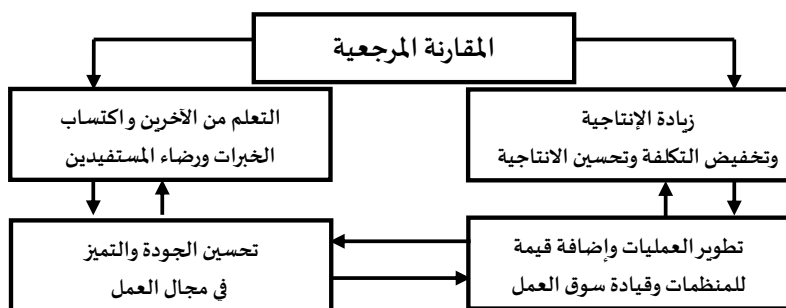 المقارنة المرجعية
زيادة الإنتاجية
وتخفيض التكلفة وتحسين الانتاجية
التعلم من الآخرين واكتساب
الخبرات ورضاء المستفيدين
تطوير العمليات وإضافة قيمة
للمنظمات وقيادة سوق العمل
تحسين الجودة والتميز
في مجال العمل